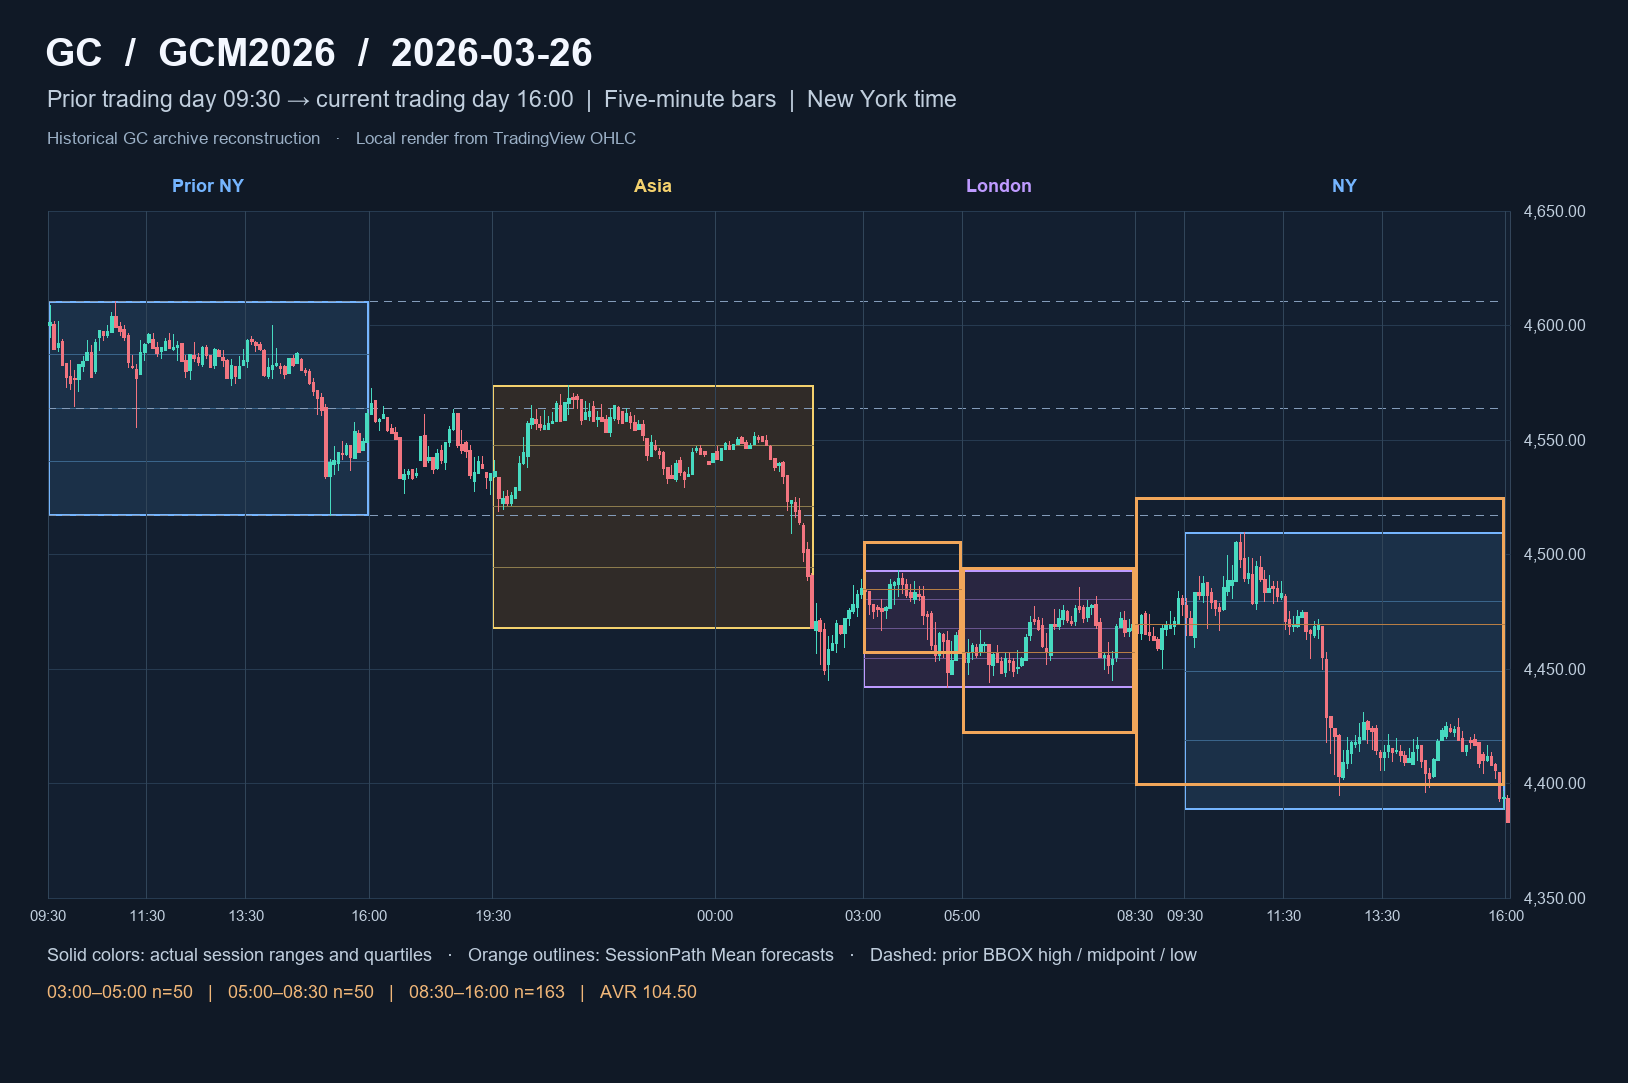 GC / GCM2026 / 2026-03-26
Prior trading day 09:30 → current trading day 16:00 | Five-minute bars | New York time
Historical GC archive reconstruction · Local render from TradingView OHLC
Prior NY Asia London NY
4,650.00
4,600.00
4,550.00
4,500.00
4,450.00
4,400.00
4,350.00
09:30 11:30 13:30 16:00 19:30 00:00 03:00 05:00 08:30 09:30 11:30 13:30 16:00
Solid colors: actual session ranges and quartiles · Orange outlines: SessionPath Mean forecasts · Dashed: prior BBOX high / midpoint / low
03:00–05:00 n=50 | 05:00–08:30 n=50 | 08:30–16:00 n=163 | AVR 104.50